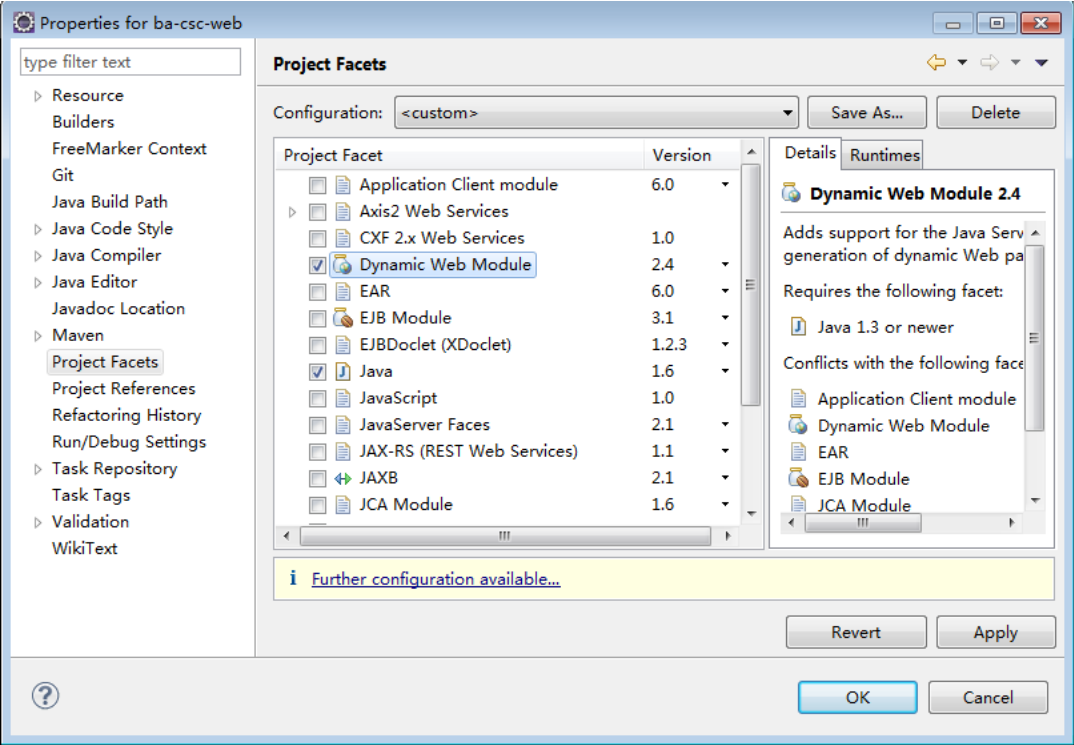 Properties for ba-csc-web
type filter text
Resource
Builders
FreeMarker Context
Git
Java Build Path
Java Code Style
Java Compiler
Java Editor
Javadoc Location
Maven
Project Facets
Project References
Refactoring History
Run/Debug Settings
Task Repository
Task Tags
Validation
WikiText
Project Facets
Configuration: <custom> Save As... Delete
Project Facet Version
Application Client module 6.0
Axis2 Web Services
CXF 2.x Web Services 1.0
Dynamic Web Module 2.4
EAR 6.0
EJB Module 3.1
EJBDoclet (XDoclet) 1.2.3
Java 1.6
JavaScript 1.0
JavaServer Faces 2.1
JAX-RS (REST Web Services) 1.1
JAXB 2.1
JCA Module 1.6
Details Runtimes
Dynamic Web Module 2.4
Adds support for the Java Serv
generation of dynamic Web pa
Requires the following facet:
Java 1.3 or newer
Conflicts with the following face
Application Client module
Dynamic Web Module
EAR
EJB Module
JCA Module
i Further configuration available...
Revert Apply
? OK Cancel